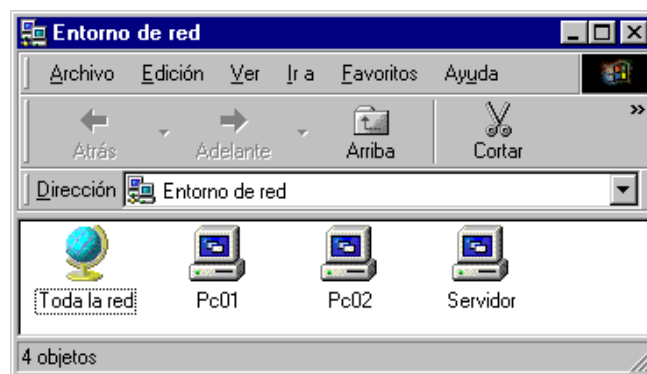 Entorno de red
Archivo Edición Ver Ir a Favoritos Ayuda
Atrás Adelante Arriba Cortar »
Dirección Entorno de red
Toda la red Pc01 Pc02 Servidor
4 objetos